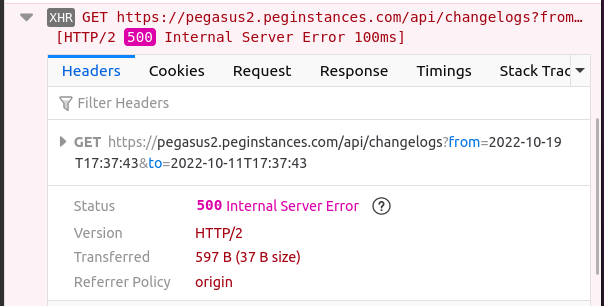 XHR GET https://pegasus2.peginstances.com/api/changelogs?from…
[HTTP/2 500 Internal Server Error 100ms]
Headers Cookies Request Response Timings Stack Trac
Filter Headers
GET https://pegasus2.peginstances.com/api/changelogs?from=2022-10-19
T17:37:43&to=2022-10-11T17:37:43
Status 500 Internal Server Error ?
Version HTTP/2
Transferred 597 B (37 B size)
Referrer Policy origin